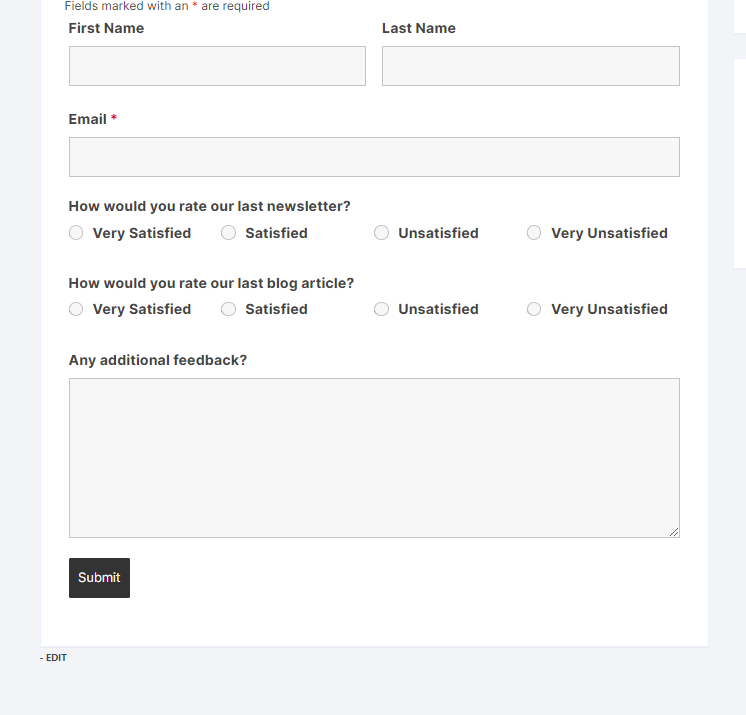 Fields marked with an * are required
First Name Last Name
Email *
How would you rate our last newsletter?
Very Satisfied Satisfied Unsatisfied Very Unsatisfied
How would you rate our last blog article?
Very Satisfied Satisfied Unsatisfied Very Unsatisfied
Any additional feedback?
Submit
- EDIT